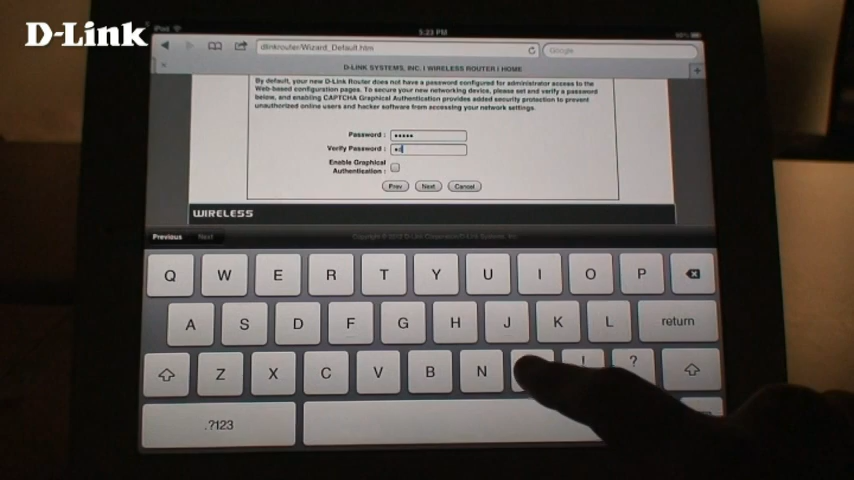 D-Link
iPad
5:23 PM
dlinkrouter/Wizard_Default.htm
Google
D-LINK SYSTEMS, INC. | WIRELESS ROUTER | HOME
By default, your new D-Link Router does not have a password configured for administrator access to the
Web-based configuration pages. To secure your new networking device, please set and verify a password
below, and enabling CAPTCHA Graphical Authentication provides added security protection to prevent
unauthorized online users and hacker software from accessing your network settings.
Password :
Verify Password :
Enable Graphical
Authentication :
Prev Next Cancel
WIRELESS
Previous Next
Q W E R T Y U I O P
A S D F G H J K L return
Z X C V B N ! ?
.?123